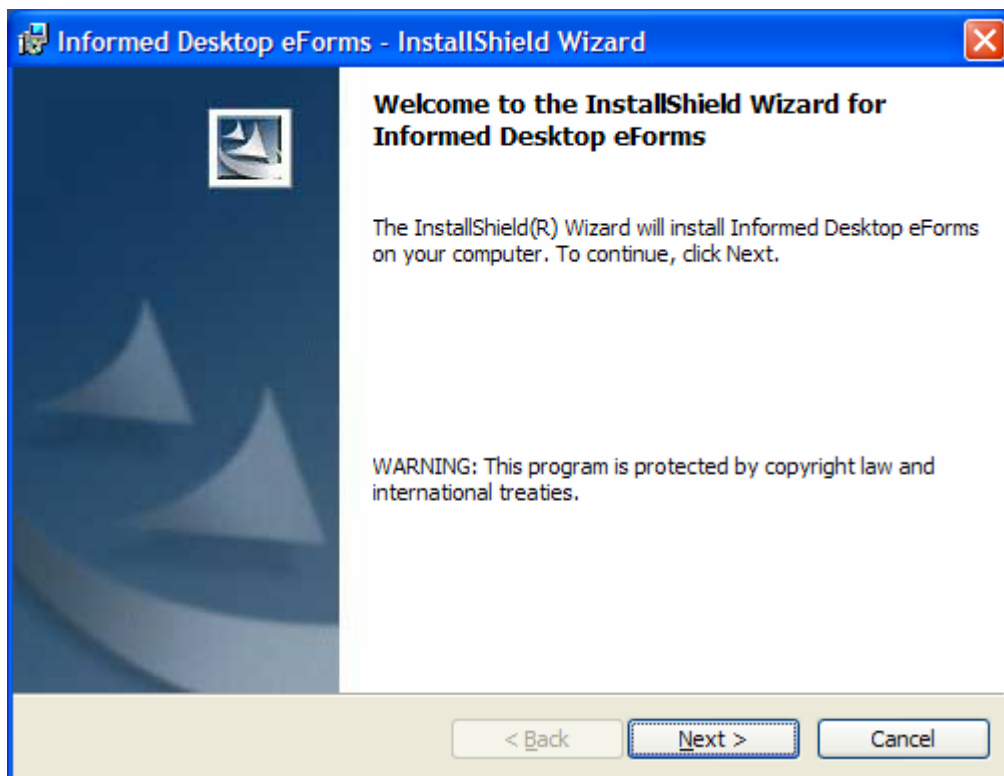 Informed Desktop eForms - InstallShield Wizard
Welcome to the InstallShield Wizard for
Informed Desktop eForms
The InstallShield(R) Wizard will install Informed Desktop eForms
on your computer. To continue, click Next.
WARNING: This program is protected by copyright law and
international treaties.
< Back Next > Cancel